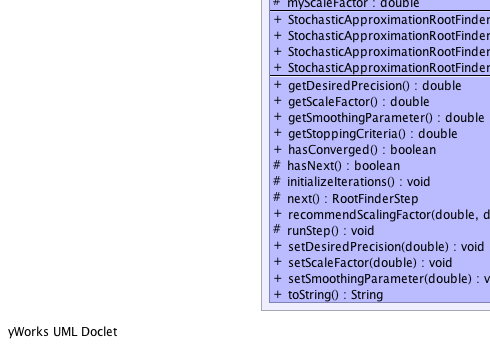 # myScaleFactor : double
+ StochasticApproximationRootFinder
+ StochasticApproximationRootFinder
+ StochasticApproximationRootFinder
+ StochasticApproximationRootFinder
+ getDesiredPrecision() : double
+ getScaleFactor() : double
+ getSmoothingParameter() : double
+ getStoppingCriteria() : double
+ hasConverged() : boolean
# hasNext() : boolean
# initializeIterations() : void
# next() : RootFinderStep
+ recommendScalingFactor(double, d
# runStep() : void
+ setDesiredPrecision(double) : void
+ setScaleFactor(double) : void
+ setSmoothingParameter(double) : v
+ toString() : String
yWorks UML Doclet